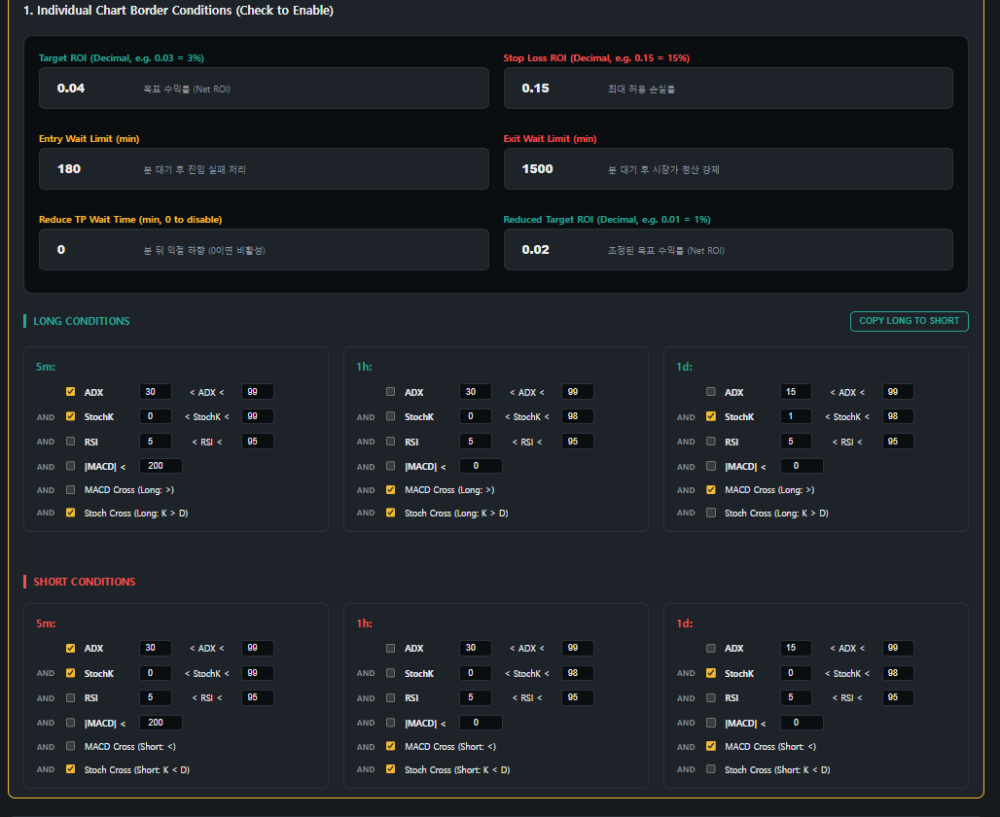 1. Individual Chart Border Conditions (Check to Enable)
Target ROI (Decimal, e.g. 0.03 = 3%) Stop Loss ROI (Decimal, e.g. 0.15 = 15%)
0.04 목표 수익률 (Net ROI) 0.15 최대 허용 손실률
Entry Wait Limit (min) Exit Wait Limit (min)
180 분 대기 후 진입 실패 처리 1500 분 대기 후 시장가 청산 강제
Reduce TP Wait Time (min, 0 to disable) Reduced Target ROI (Decimal, e.g. 0.01 = 1%)
0 분 뒤 익절 하향 (0이면 비활성) 0.02 조정된 목표 수익률 (Net ROI)
LONG CONDITIONS COPY LONG TO SHORT
5m: 1h: 1d:
ADX 30 < ADX < 99 ADX 30 < ADX < 99 ADX 15 < ADX < 99
AND StochK 0 < StochK < 99 AND StochK 0 < StochK < 98 AND StochK 1 < StochK < 98
AND RSI 5 < RSI < 95 AND RSI 5 < RSI < 95 AND RSI 5 < RSI < 95
AND |MACD| < 200 AND |MACD| < 0 AND |MACD| < 0
AND MACD Cross (Long: >) AND MACD Cross (Long: >) AND MACD Cross (Long: >)
AND Stoch Cross (Long: K > D) AND Stoch Cross (Long: K > D) AND Stoch Cross (Long: K > D)
SHORT CONDITIONS
5m: 1h: 1d:
ADX 30 < ADX < 99 ADX 30 < ADX < 99 ADX 15 < ADX < 99
AND StochK 0 < StochK < 99 AND StochK 0 < StochK < 98 AND StochK 0 < StochK < 98
AND RSI 5 < RSI < 95 AND RSI 5 < RSI < 95 AND RSI 5 < RSI < 95
AND |MACD| < 200 AND |MACD| < 0 AND |MACD| < 0
AND MACD Cross (Short: <) AND MACD Cross (Short: <) AND MACD Cross (Short: <)
AND Stoch Cross (Short: K < D) AND Stoch Cross (Short: K < D) AND Stoch Cross (Short: K < D)